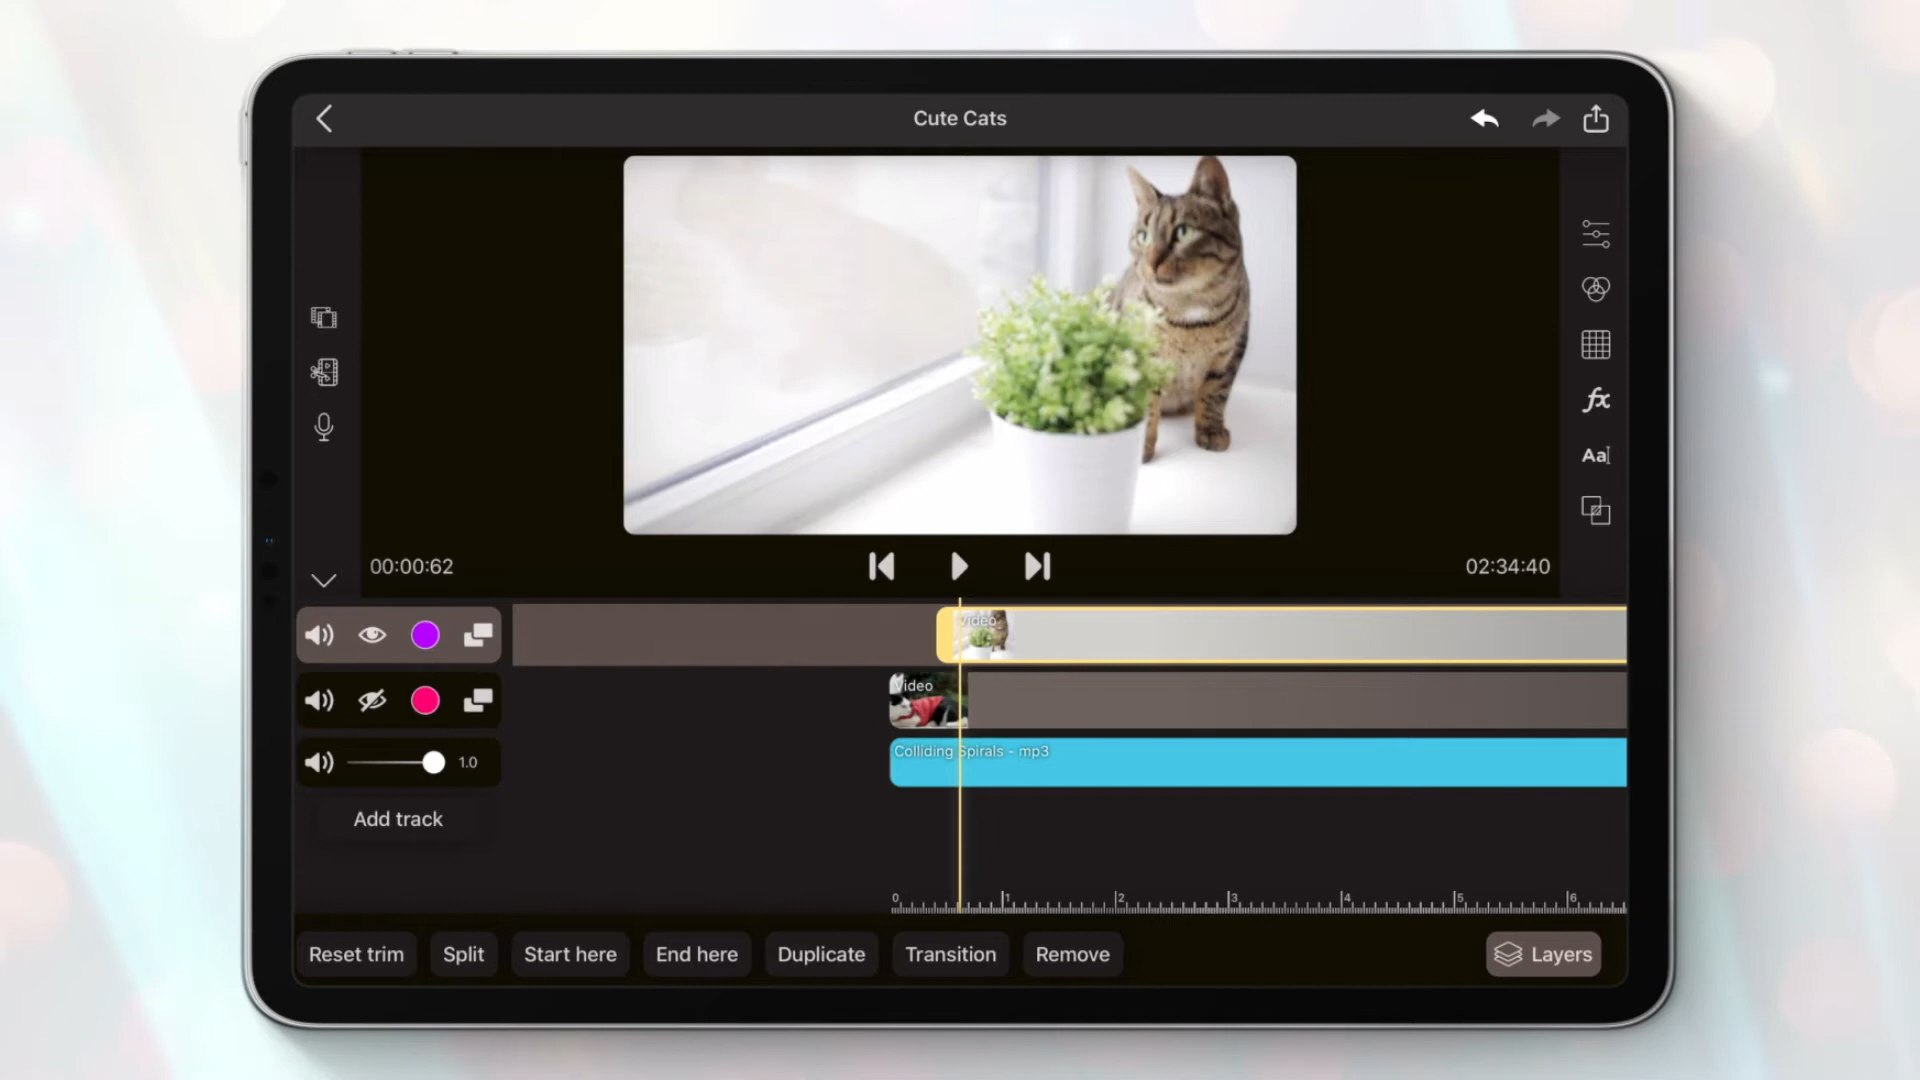 Cute Cats
Aa
00:00:62
02:34:40
Video
Video
1.0
Colliding Spirals - mp3
Add track
0 1 2 3 4 5 6
Reset trim Split Start here End here Duplicate Transition Remove Layers